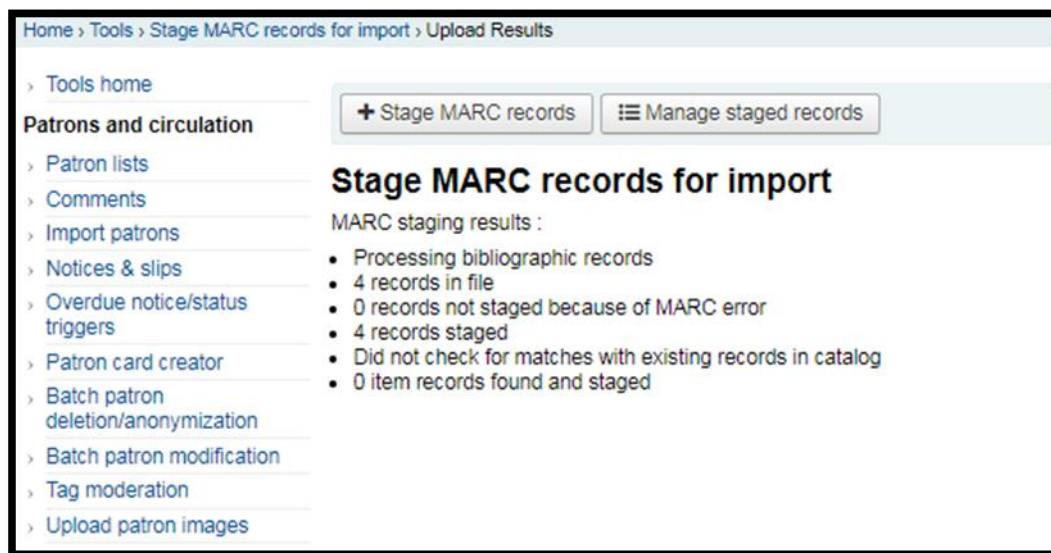 Home › Tools › Stage MARC records for import › Upload Results
› Tools home
Patrons and circulation
› Patron lists
› Comments
› Import patrons
› Notices & slips
› Overdue notice/status
triggers
› Patron card creator
› Batch patron
deletion/anonymization
› Batch patron modification
› Tag moderation
› Upload patron images
+ Stage MARC records
Manage staged records
Stage MARC records for import
MARC staging results :
• Processing bibliographic records
• 4 records in file
• 0 records not staged because of MARC error
• 4 records staged
• Did not check for matches with existing records in catalog
• 0 item records found and staged